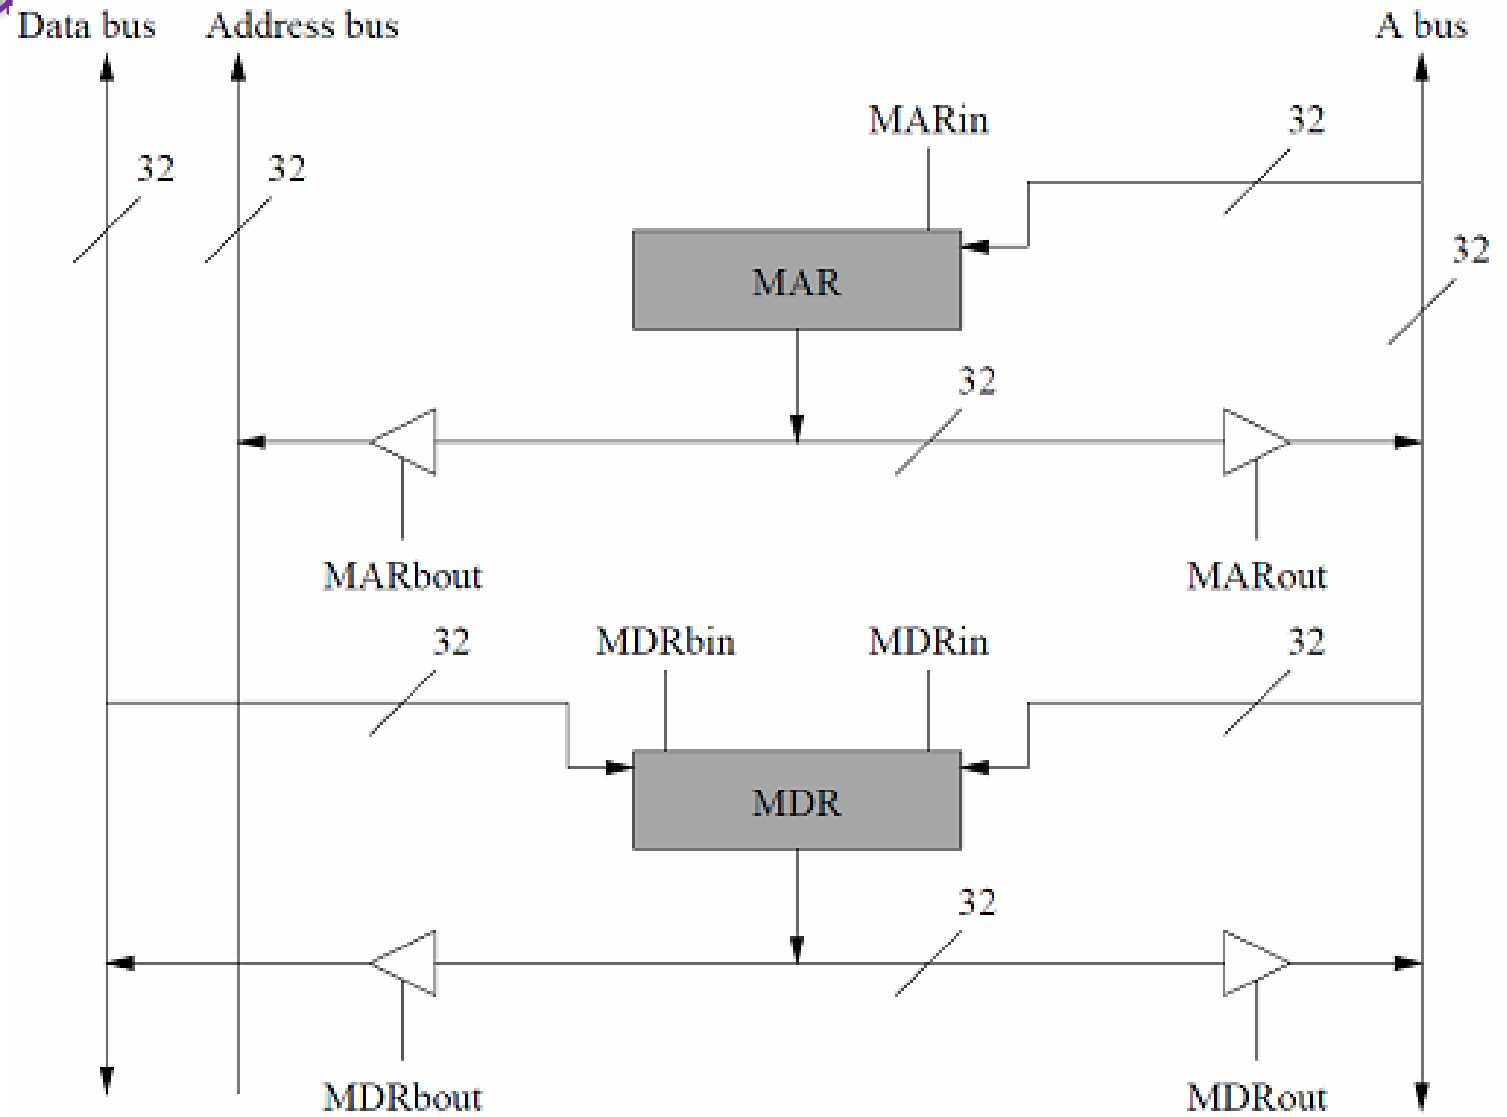 Data bus Address bus A bus
MARin 32
32 32
32
MAR
32
MARbout MARout
32 MDRbin MDRin 32
MDR
32
MDRbout MDRout